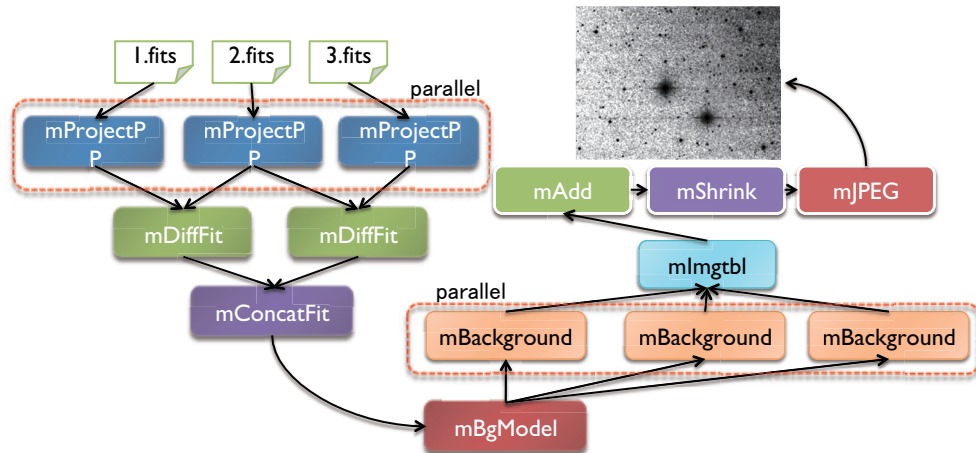 1.fits
2.fits
3.fits
parallel
mProjectP
P
mProjectP
P
mProjectP
P
mDiffFit
mDiffFit
mConcatFit
mBgModel
parallel
mBackground
mBackground
mBackground
mImgtbl
mAdd
mShrink
mJPEG